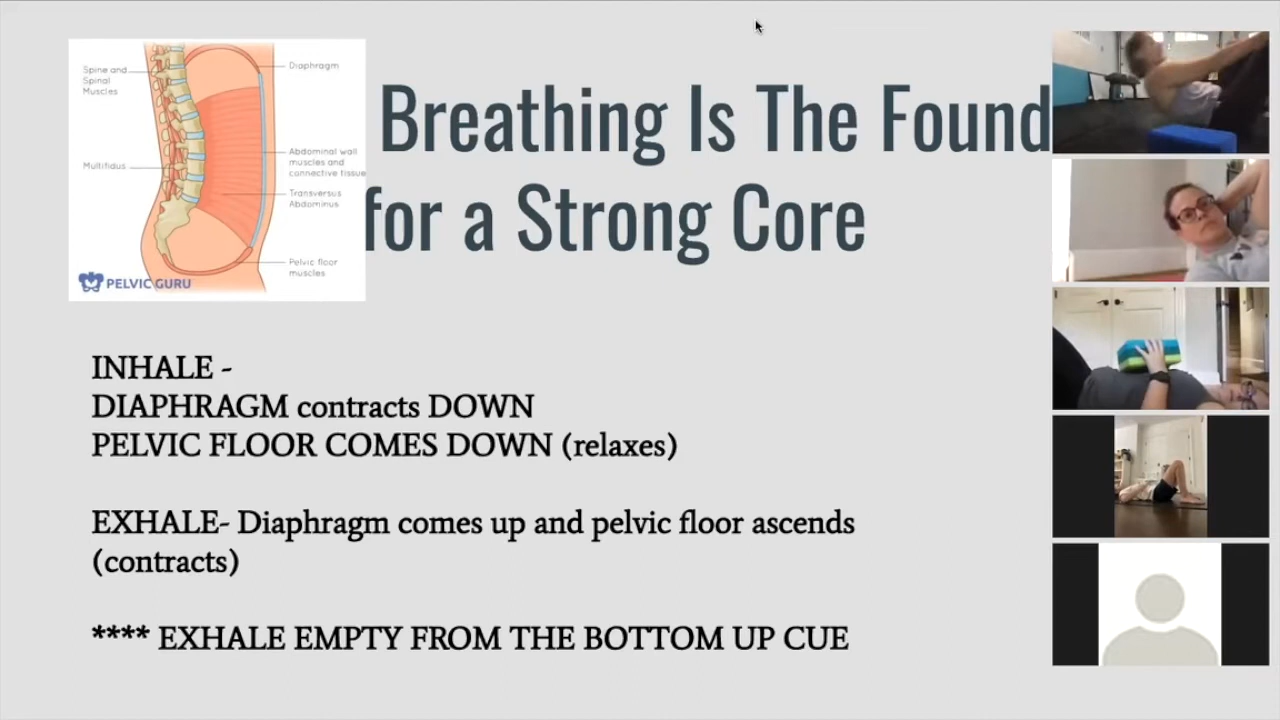 Breathing Is The Found
for a Strong Core
Spine and
Spinal
Muscles
Diaphragm
Multifidus
Abdominal wall
muscles and
connective tissue
Transversus
Abdominus
Pelvic floor
muscles
PELVIC GURU
INHALE -
DIAPHRAGM contracts DOWN
PELVIC FLOOR COMES DOWN (relaxes)
EXHALE- Diaphragm comes up and pelvic floor ascends
(contracts)
**** EXHALE EMPTY FROM THE BOTTOM UP CUE